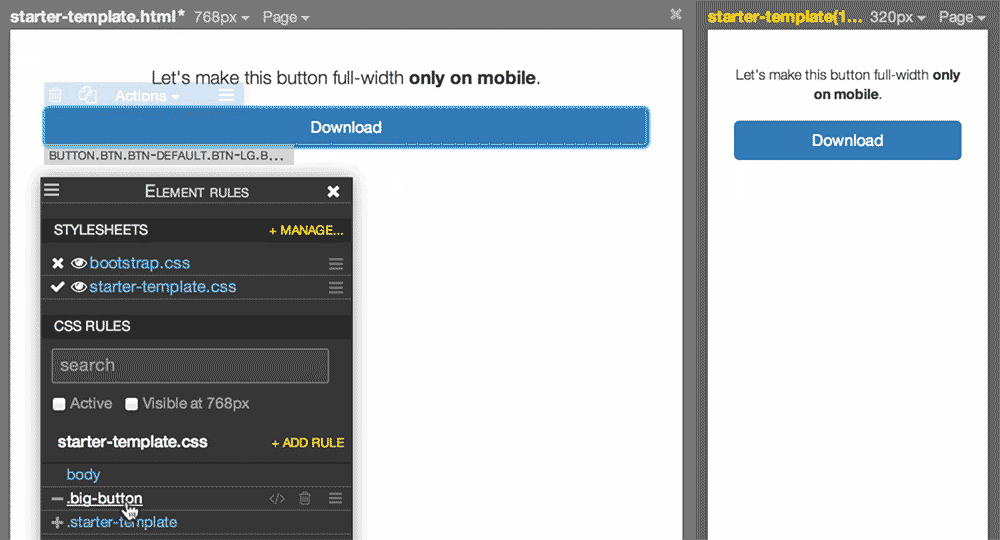 starter-template.html* 768px Page
Let's make this button full-width only on mobile.
Actions
Download
BUTTON.BTN.BTN-DEFAULT.BTN-LG.B...
ELEMENT RULES
STYLESHEETS + MANAGE...
bootstrap.css
starter-template.css
CSS RULES
search
Active Visible at 768px
starter-template.css + ADD RULE
body
.big-button
.starter-template
starter-template(1... 320px Page
Let's make this button full-width only
on mobile.
Download